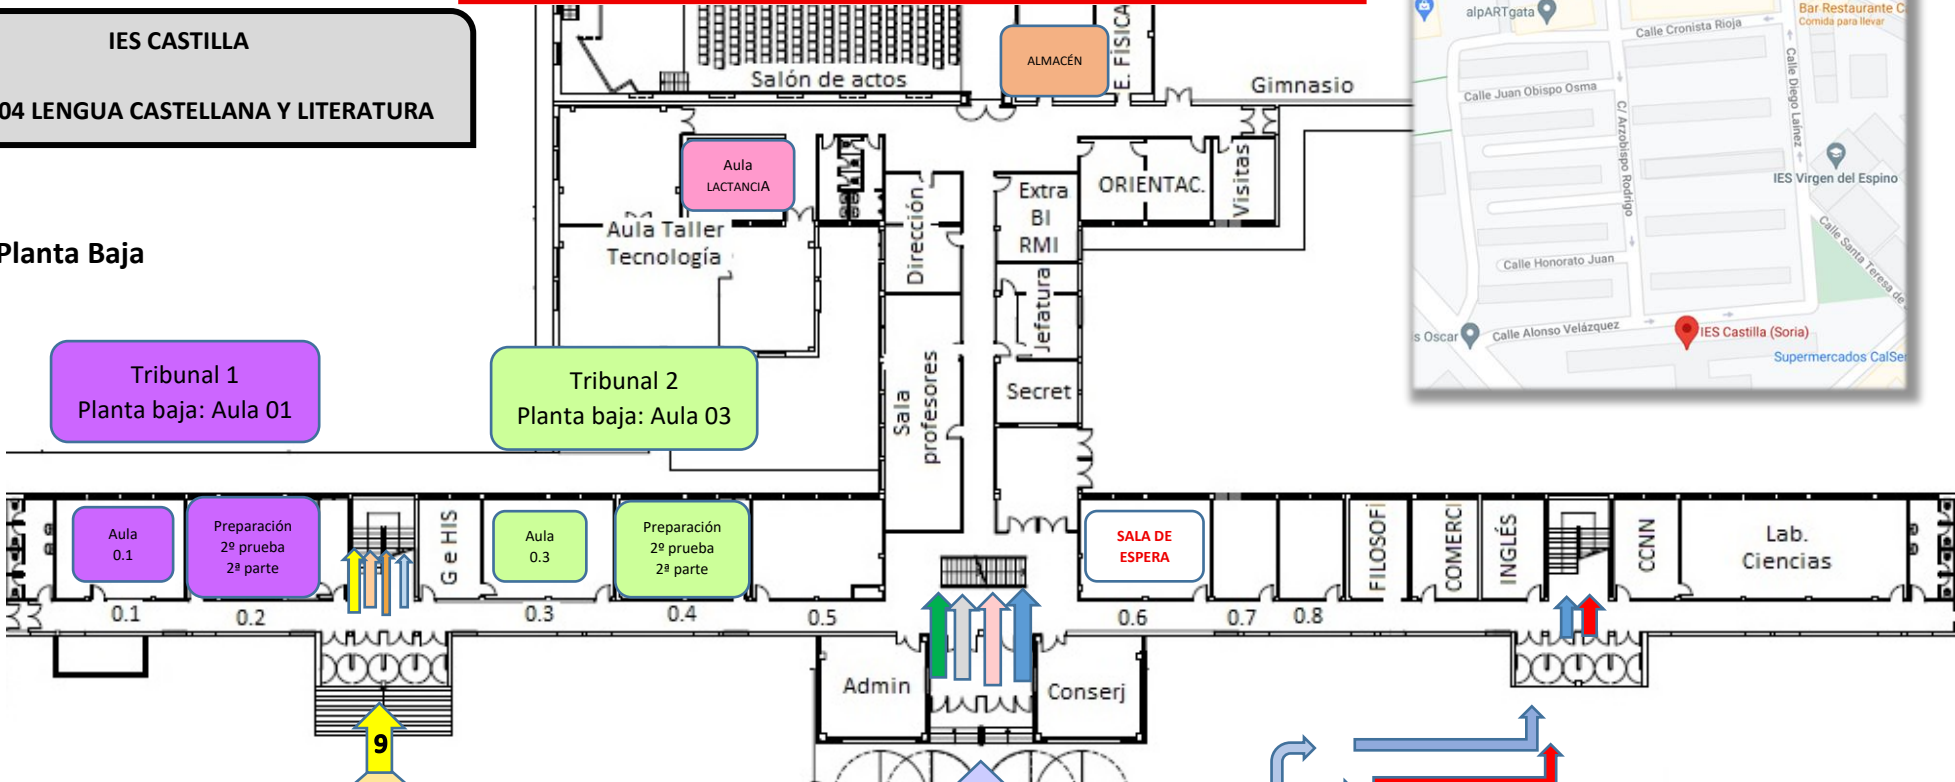 IES CASTILLA
04 LENGUA CASTELLANA Y LITERATURA
Planta Baja
Salón de actos
ALMACÉN
E. FÍSICA
Gimnasio
Aula
LACTANCIA
Aula Taller
Tecnología
Dirección
Extra
BI
RMI
ORIENTAC.
Visitas
Jefatura
Secret
Sala
profesores
Tribunal 1
Planta baja: Aula 01
Tribunal 2
Planta baja: Aula 03
Aula
0.1
Preparación
2º prueba
2ª parte
G e HIS
Aula
0.3
Preparación
2º prueba
2ª parte
SALA DE
ESPERA
FILOSOFÍ
COMERCI
INGLÉS
CCNN
Lab.
Ciencias
0.1
0.2
0.3
0.4
0.5
0.6
0.7
0.8
Admin
Conserj
9
alpARTgata
Bar Restaurante C
Comida para llevar
Calle Cronista Rioja
Calle Juan Obispo Osma
C/ Arzobispo Rodrigo
Calle Diego Laínez
IES Virgen del Espino
Calle Santa Teresa de
Calle Honorato Juan
s Oscar
Calle Alonso Velázquez
IES Castilla (Soria)
Supermercados CalSer